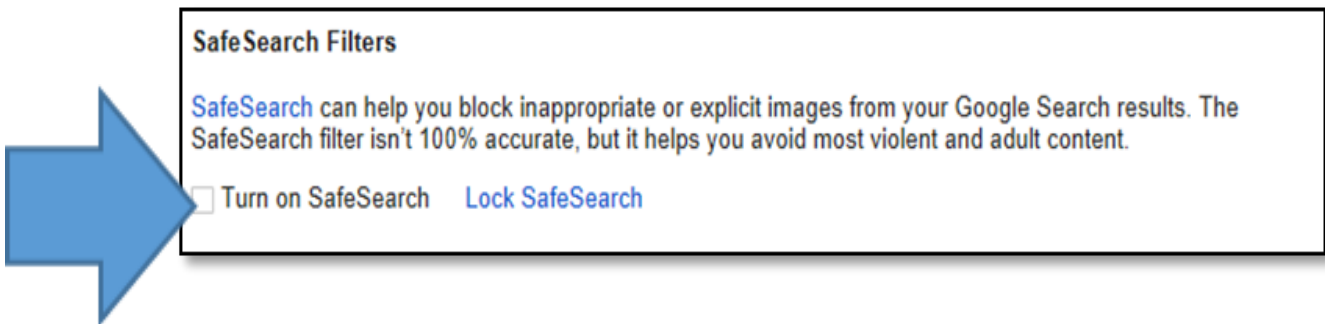 SafeSearch Filters
SafeSearch can help you block inappropriate or explicit images from your Google Search results. The
SafeSearch filter isn't 100% accurate, but it helps you avoid most violent and adult content.
Turn on SafeSearch Lock SafeSearch